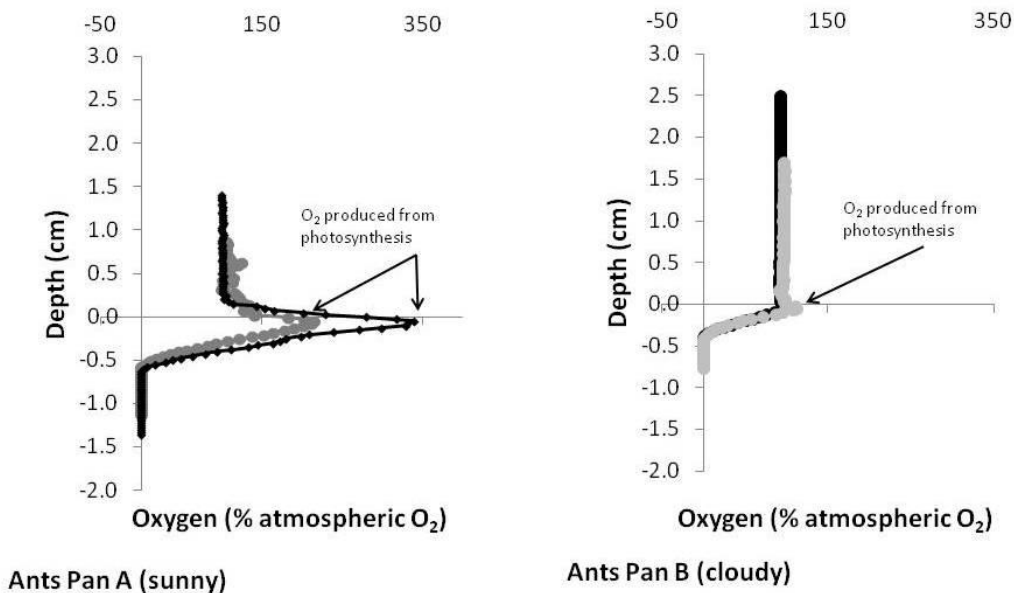 -50 150 350
3.0
2.5
2.0
1.5
1.0
0.5
0.0
-0.5
-1.0
-1.5
-2.0
Depth (cm)
O₂ produced from
photosynthesis
Oxygen (% atmospheric O₂)
Ants Pan A (sunny)
-50 150 350
3.0
2.5
2.0
1.5
1.0
0.5
0.0
-0.5
-1.0
-1.5
-2.0
Depth (cm)
O₂ produced from
photosynthesis
Oxygen (% atmospheric O₂)
Ants Pan B (cloudy)